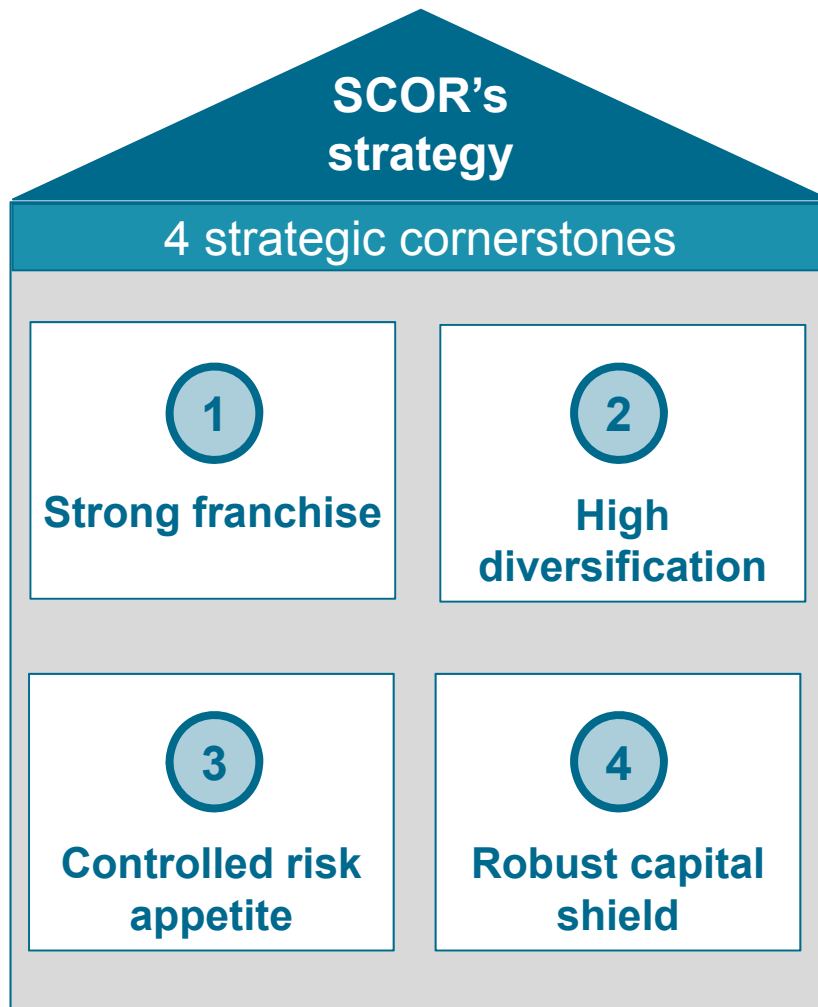 SCOR’s
strategy
4 strategic cornerstones
1
Strong franchise
2
High
diversification
3
Controlled risk
appetite
4
Robust capital
shield